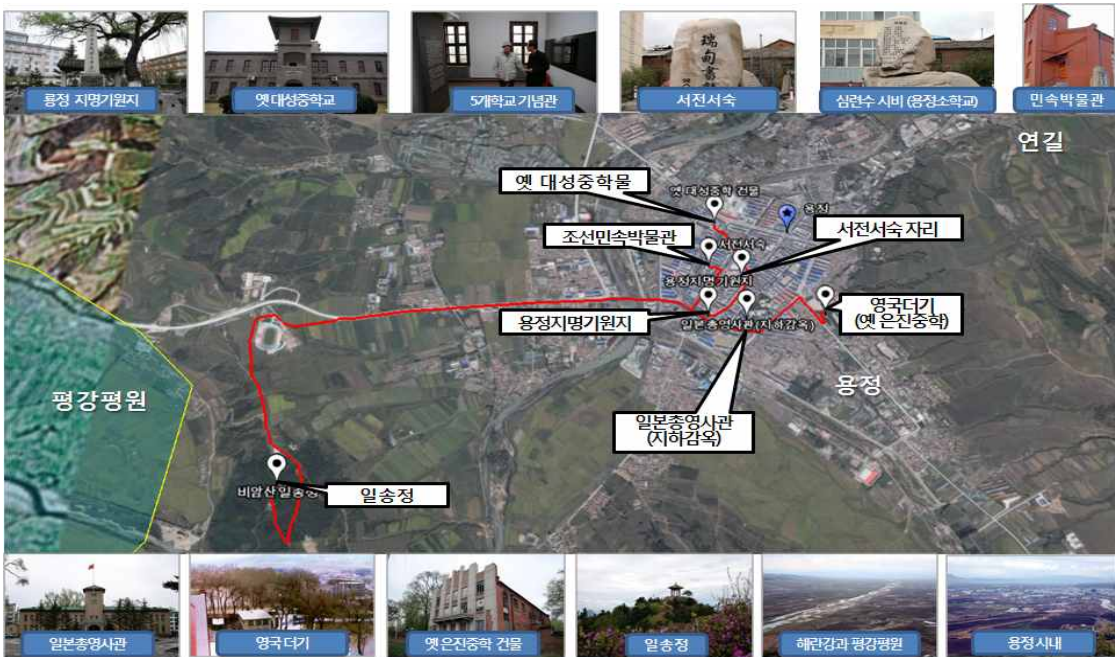 룡정 지명기원지
옛 대성중학교
5개학교 기념관
瑞甸書
서전서숙
심련수 시비 (용정소학교)
민속박물관
연길
옛 대성중학물
옛 대성중학 건물
용정
조선민속박물관
서전서숙
서전서숙 자리
용정지명기원지
용정지명기원지
일본총영사관(지하감옥)
영국더기
(옛 은진중학)
평강평원
용정
일본총영사관
(지하감옥)
비암산 일송정
일송정
일본총영사관
영국 더기
옛 은진중학 건물
일송정
해란강과 평강평원
용정 시내